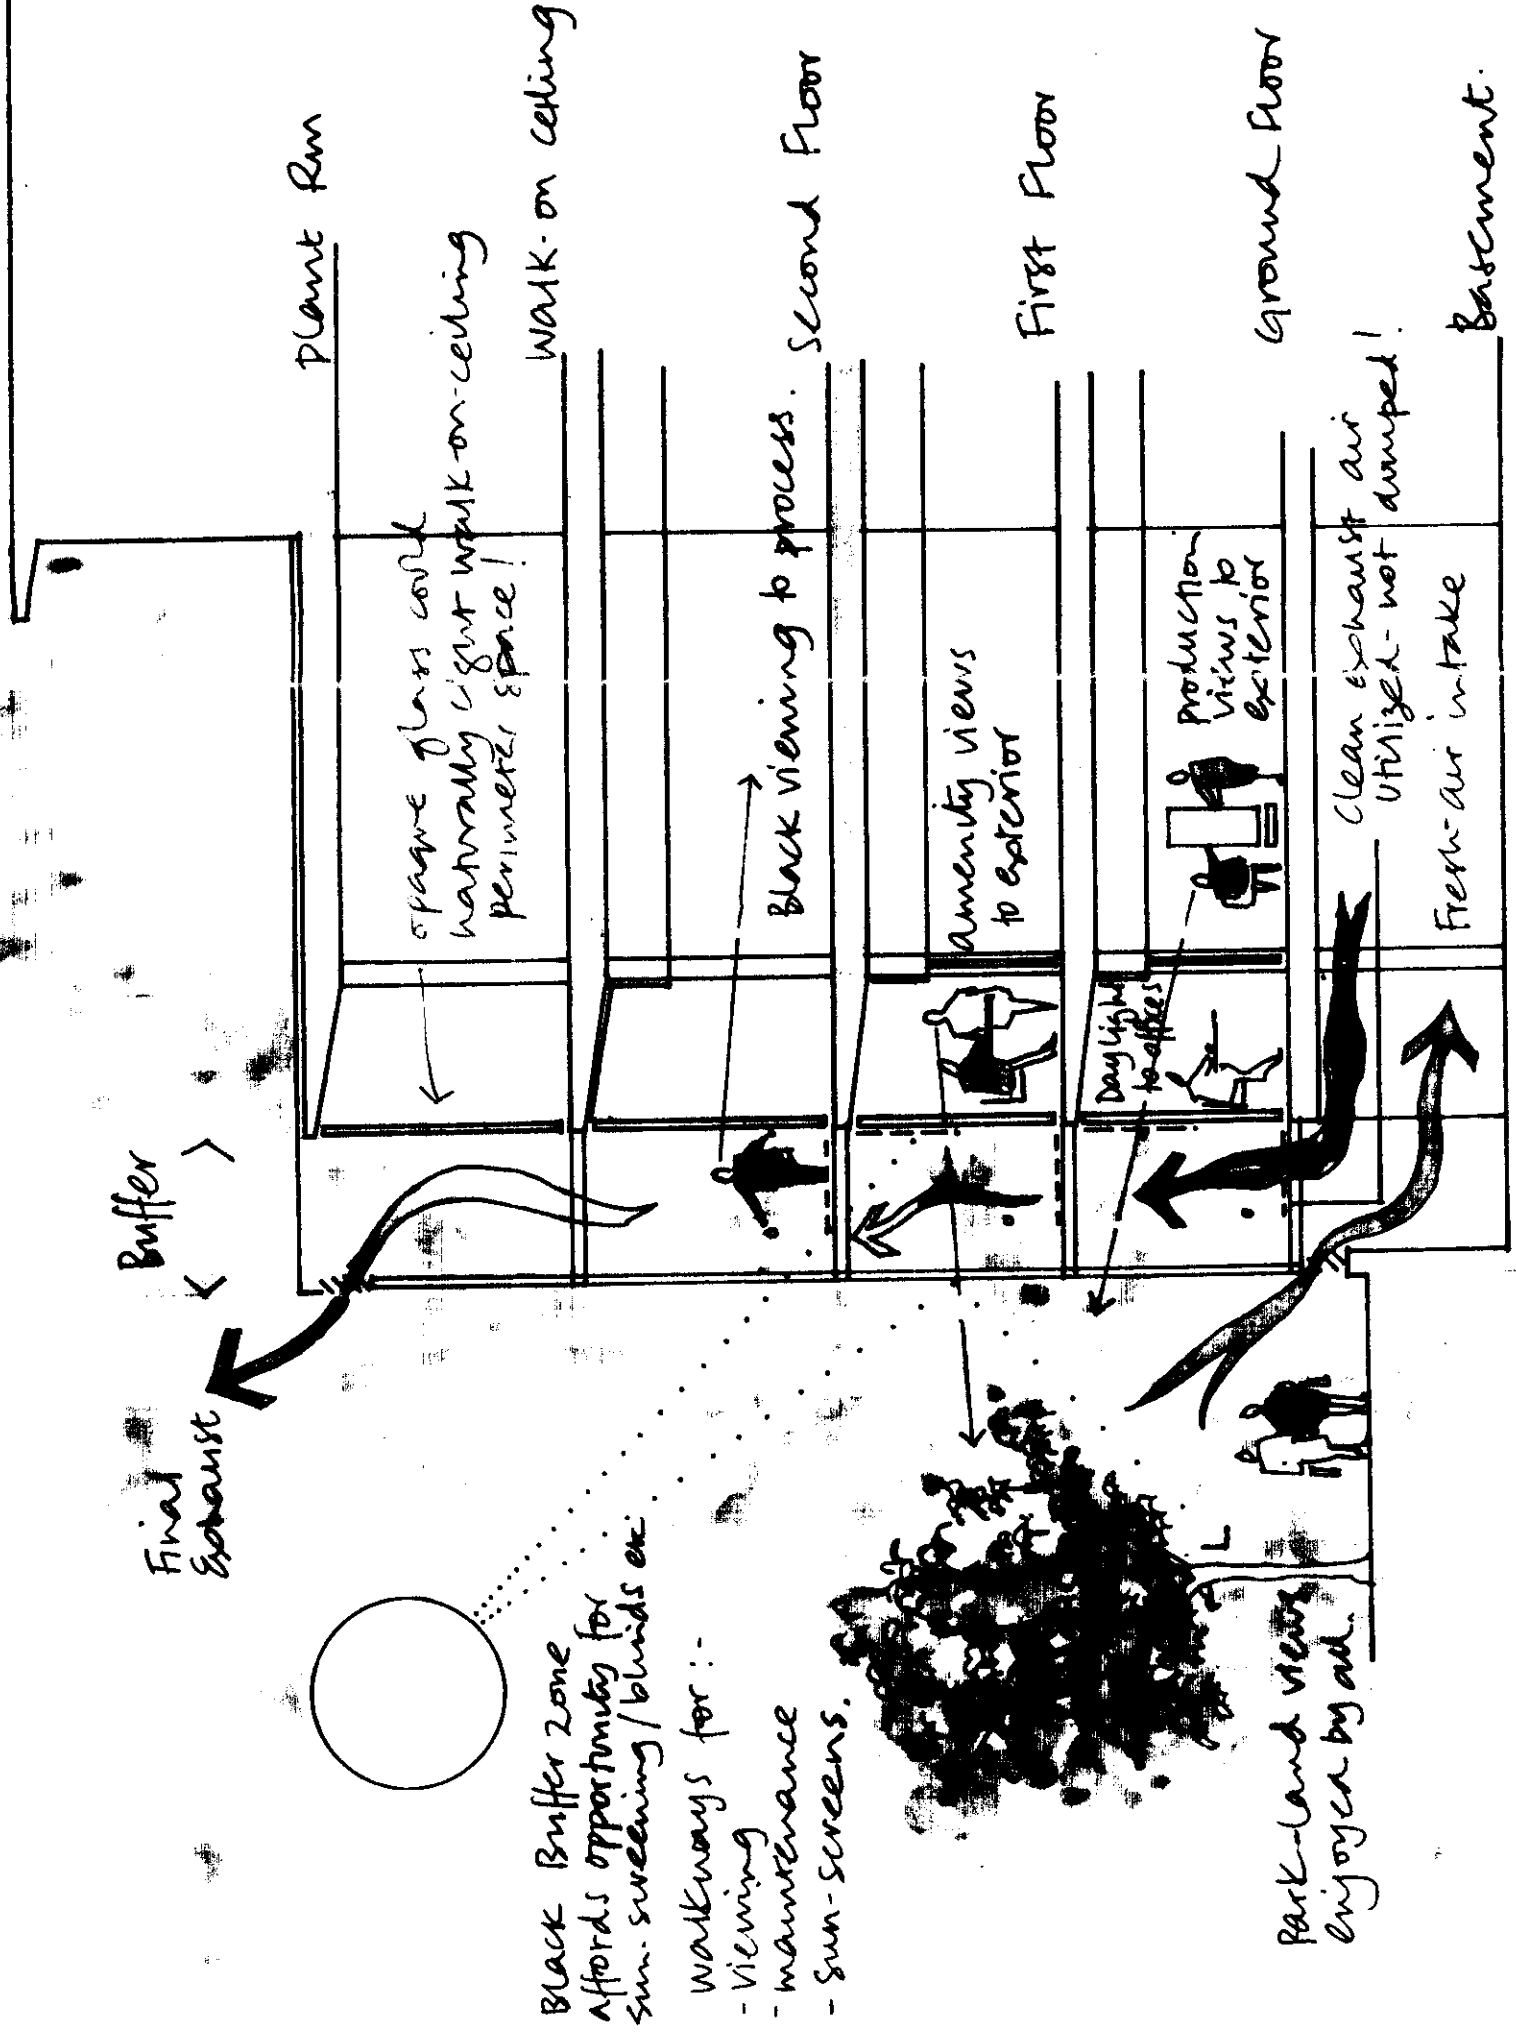 Final
Exhaust
Buffer
Plant Rm
opaque glass could
naturally light walk-on-ceiling
perimeter space!
Walk-on ceiling
Black Buffer zone
affords opportunity for
sun-screening/blinds etc.
walkways for:-
- viewing
- maintenance
- sun-screens.
Black viewing to process.
Second Floor
amenity views
to exterior
First Floor
Daylight
to offices
production
views to
exterior
Ground Floor
Park-Land views
enjoyed by all.
Clean exhaust air
Utilized - not dumped!
Fresh-air intake
Basement.